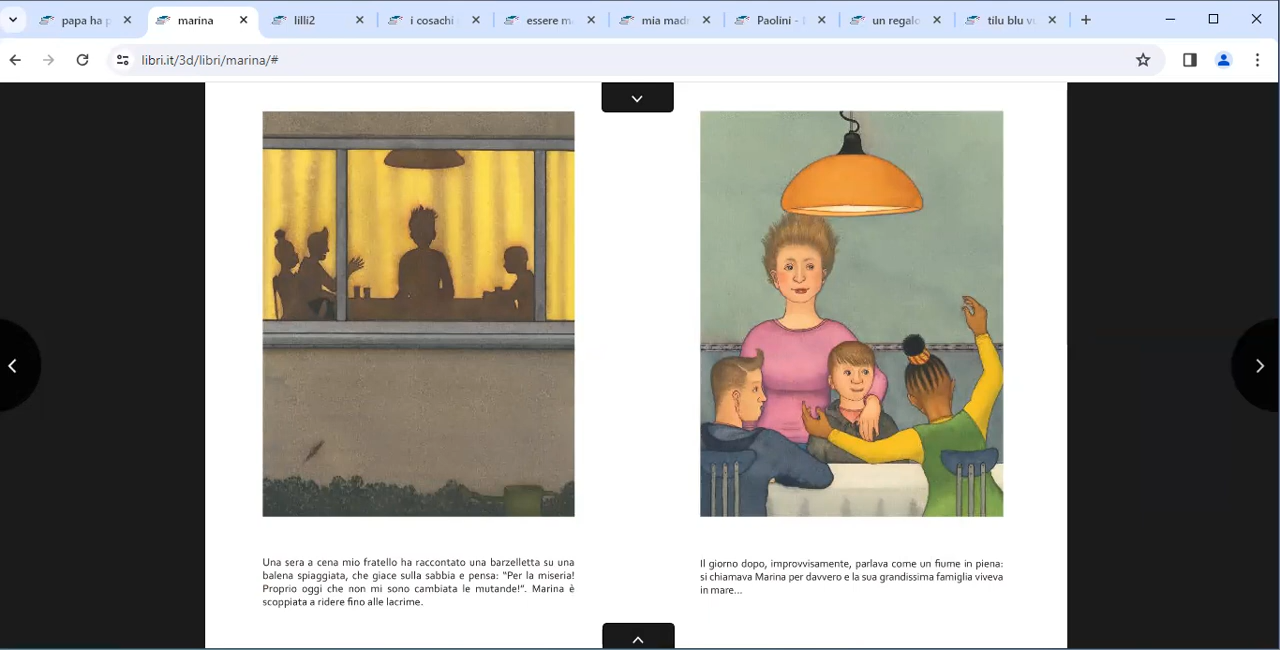 papa ha p
marina
lilli2
i cosachi
essere m
mia madr
Paolini -
un regalo
tilu blu v
libri.it/3d/libri/marina/#
Una sera a cena mio fratello ha raccontato una barzelletta su una
balena spiaggiata, che giace sulla sabbia e pensa: "Per la miseria!
Proprio oggi che non mi sono cambiata le mutande!". Marina è
scoppiata a ridere fino alle lacrime.
Il giorno dopo, improvvisamente, parlava come un fiume in piena:
si chiamava Marina per davvero e la sua grandissima famiglia viveva
in mare...